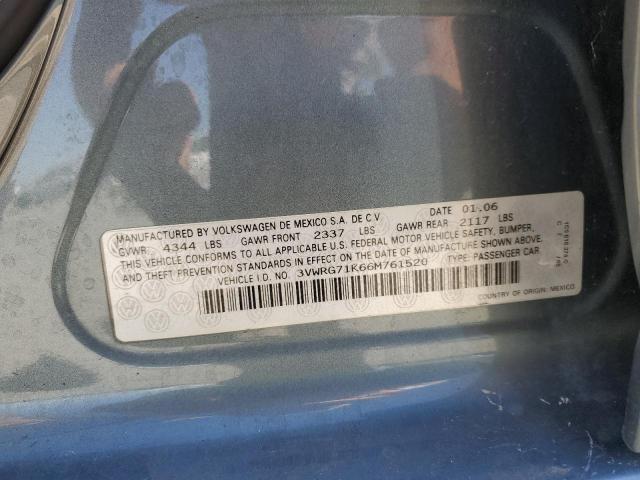 MANUFACTURED BY VOLKSWAGEN DE MEXICO S.A. DE C.V. DATE 01.06
GVWR: 4344 LBS GAWR FRONT 2337 LBS GAWR REAR 2117 LBS
THIS VEHICLE CONFORMS TO ALL APPLICABLE U.S. FEDERAL MOTOR VEHICLE SAFETY, BUMPER,
AND THEFT PREVENTION STANDARDS IN EFFECT ON THE DATE OF MANUFACTURE SHOWN ABOVE.
VEHICLE I.D. NO.: 3VWRG71K66M761520 TYPE: PASSENGER CAR
COUNTRY OF ORIGIN: MEXICO